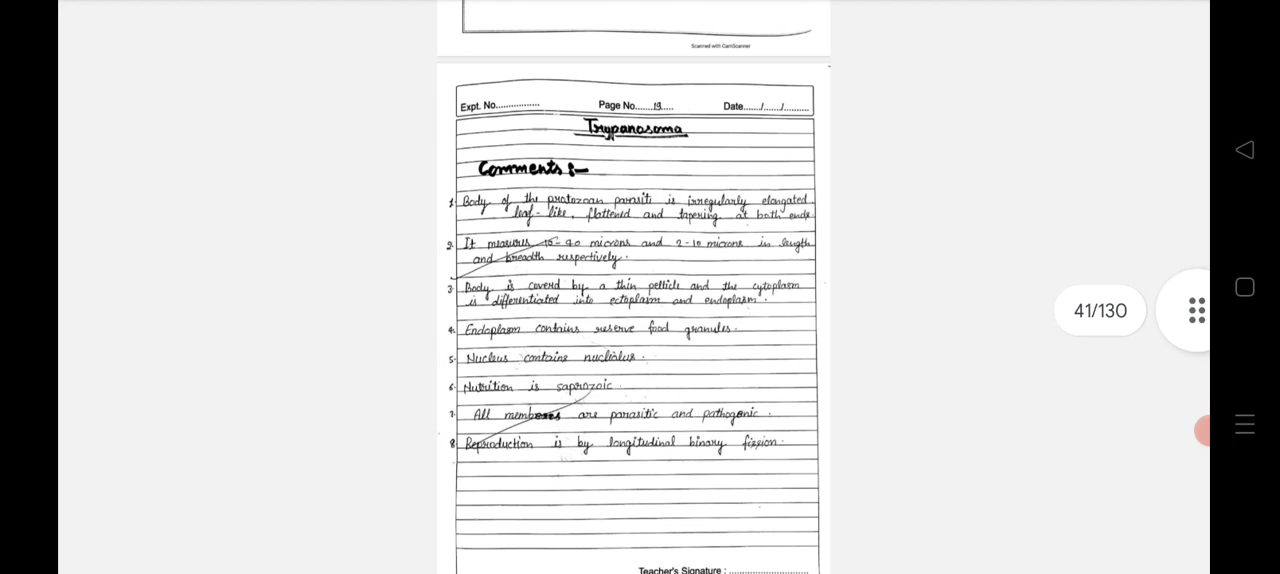 Scanned with CamScanner
Expt. No................ Page No......19.... Date....../....../.........
Trypanosoma
Comments :-
1. Body of the protozoan parasiti is irregularly elongated.
leaf-like, flattened and tapering at both ends.
2. It measures 15-40 microns and 2-10 microns in length
and breadth respertively.
3. Body is coverd by a thin pellicle and the cytoplasm
is differentiated into ectoplasm and endoplasm.
4. Endoplasm contains reserve food granules.
5. Nucleus contains nuclialus.
6. Nutrition is saprozoic.
7. All members are parasitic and pathogenic.
8. Reproduction is by longitudinal binary fission.
Teacher's Signature : ........................
41/130